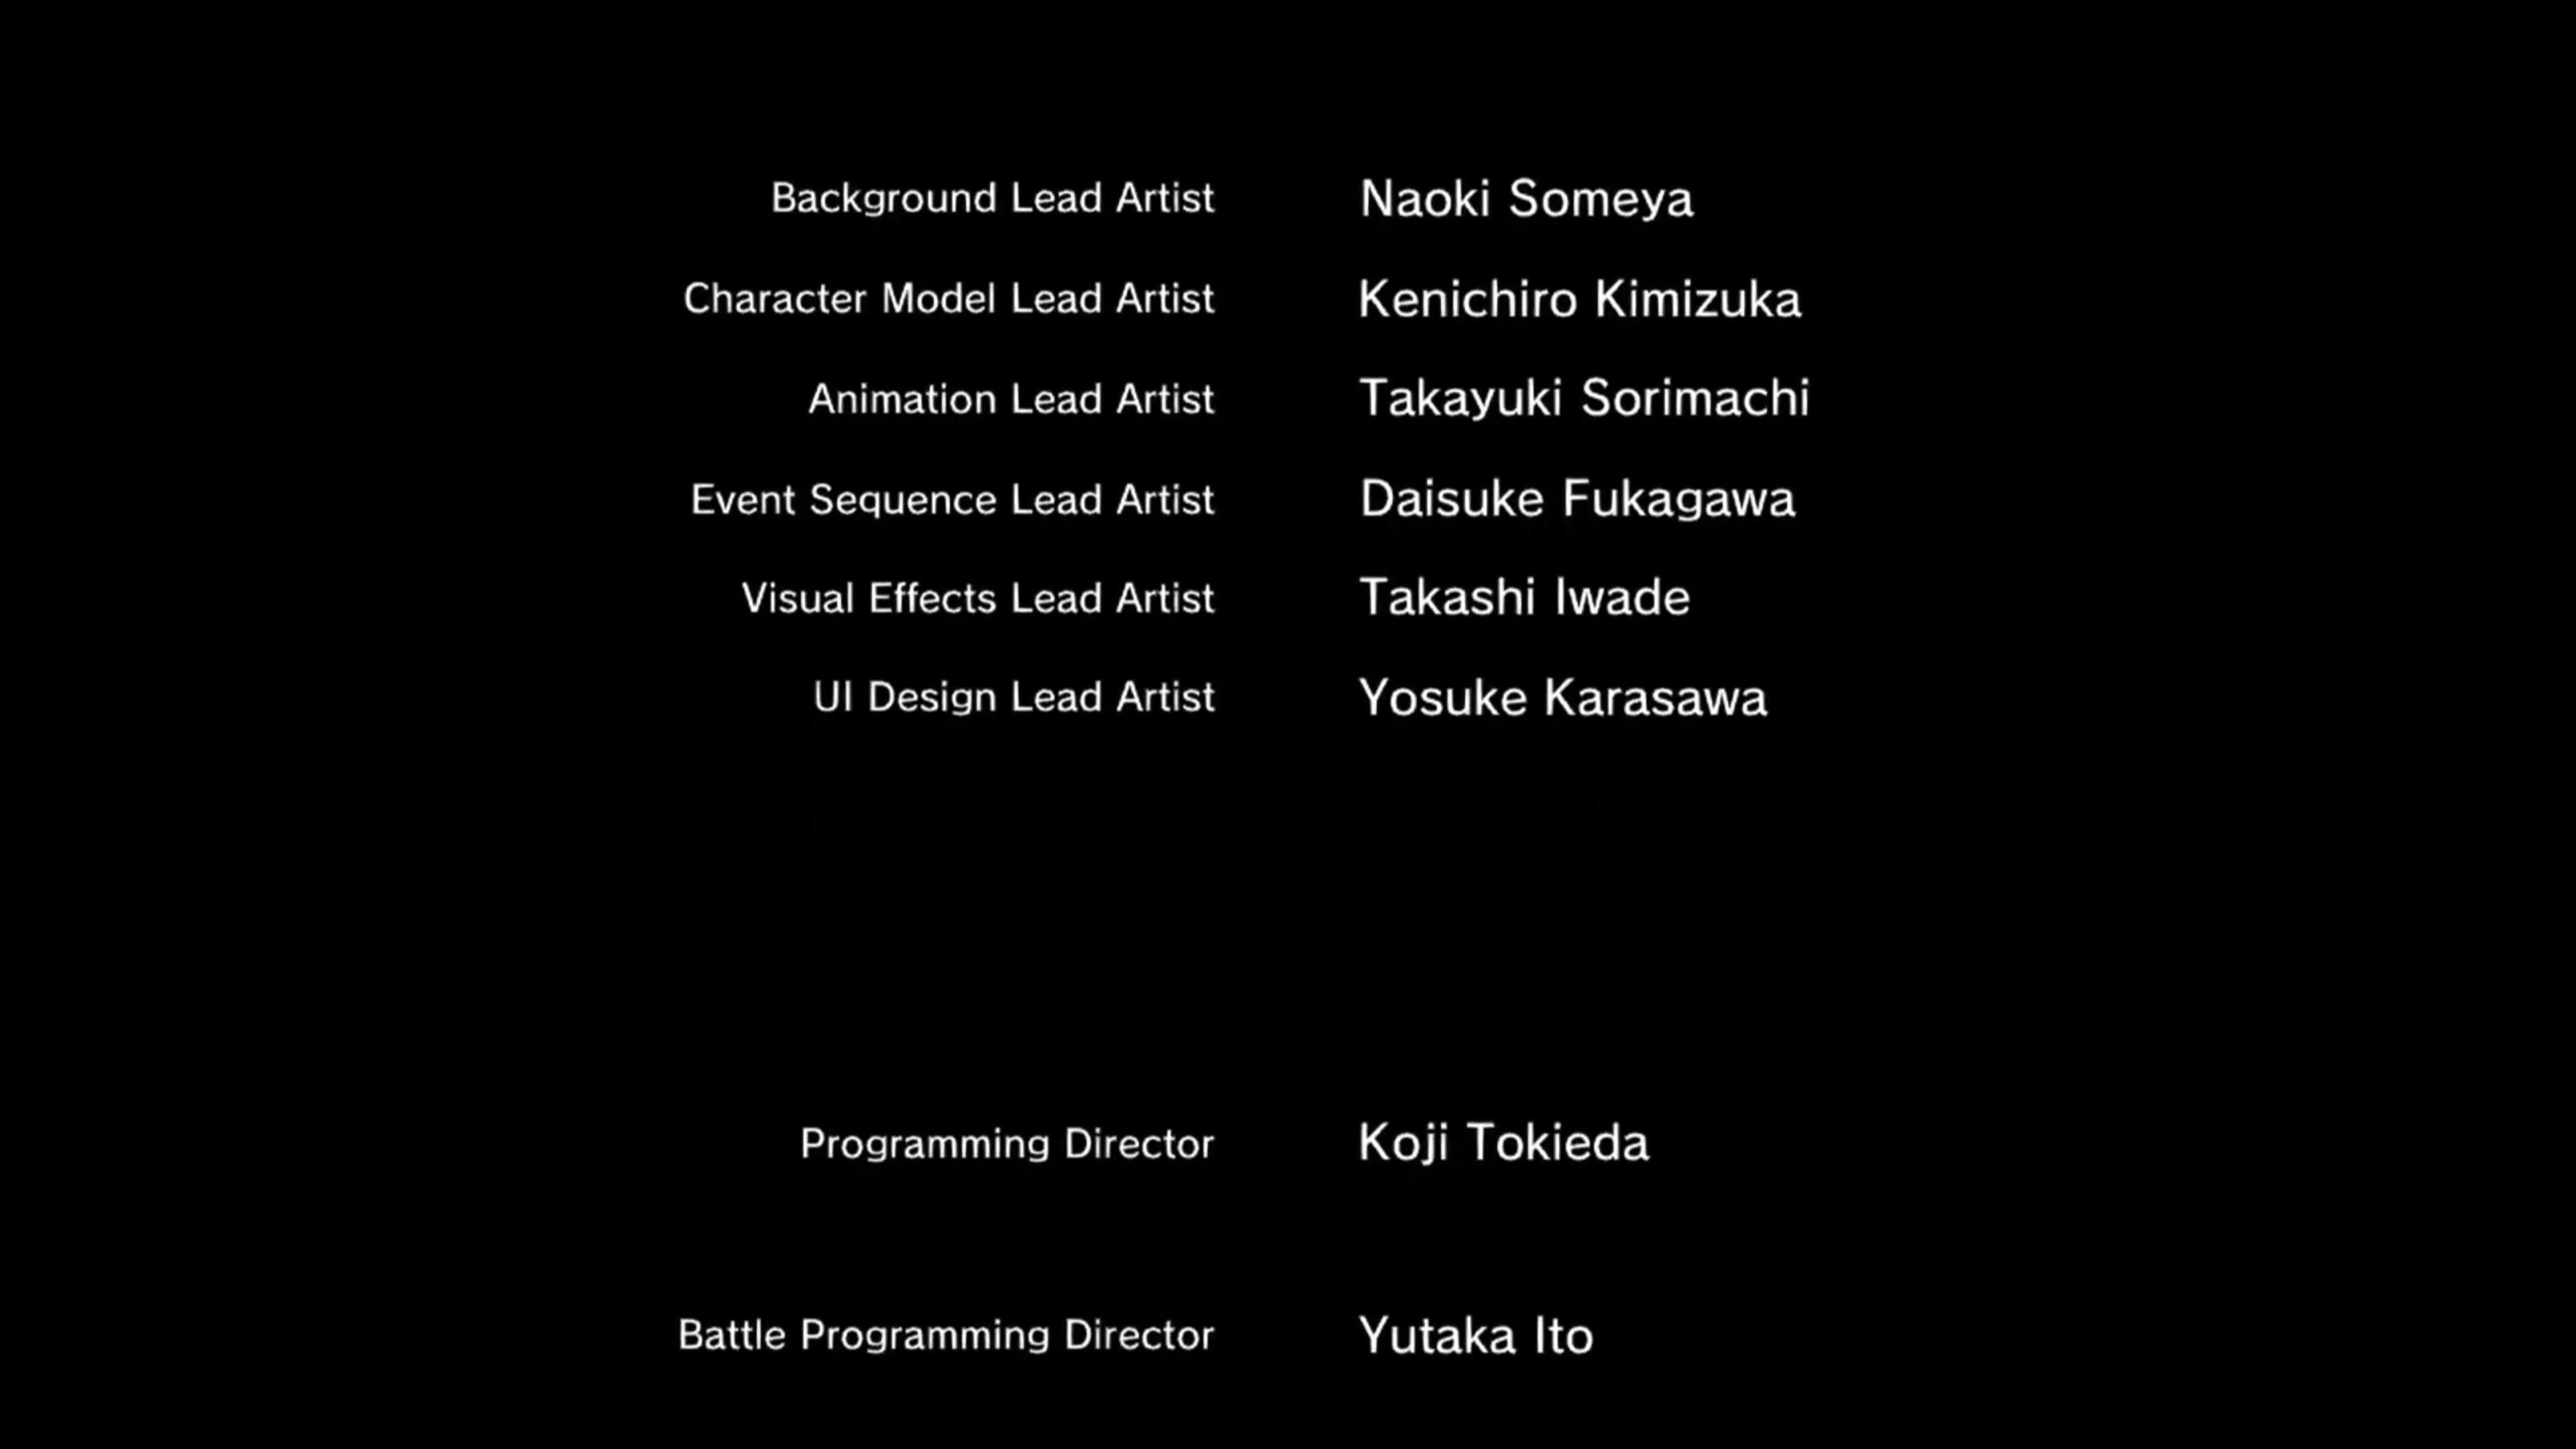 Background Lead Artist Naoki Someya
Character Model Lead Artist Kenichiro Kimizuka
Animation Lead Artist Takayuki Sorimachi
Event Sequence Lead Artist Daisuke Fukagawa
Visual Effects Lead Artist Takashi Iwade
UI Design Lead Artist Yosuke Karasawa
Programming Director Koji Tokieda
Battle Programming Director Yutaka Ito